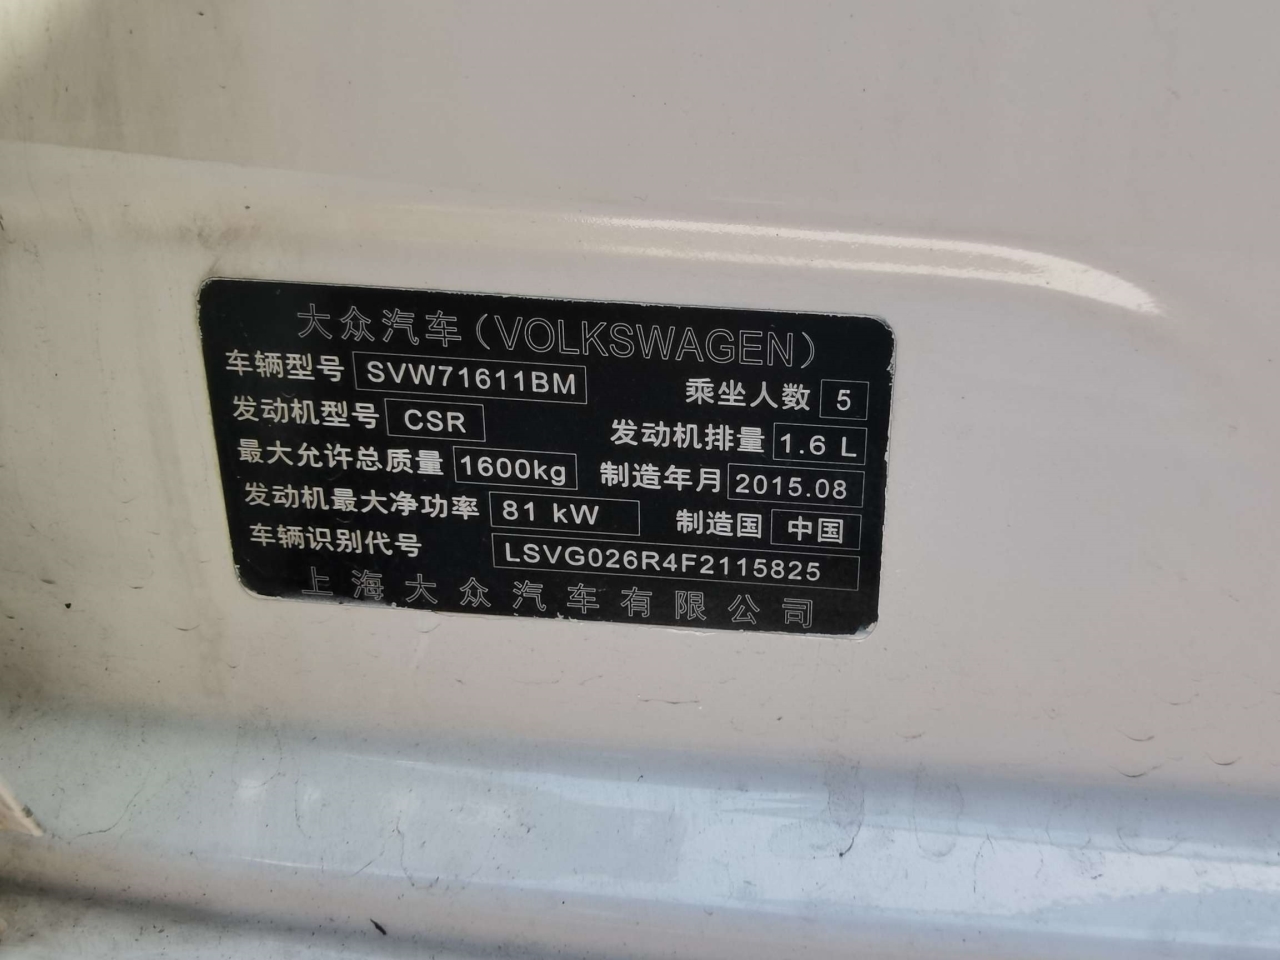 大众汽车(VOLKSWAGEN)
车辆型号 SVW71611BM 乘坐人数 5
发动机型号 CSR 发动机排量 1.6 L
最大允许总质量 1600kg 制造年月 2015.08
发动机最大净功率 81 kW 制造国 中国
车辆识别代号 LSVG026R4F2115825
上海大众汽车有限公司